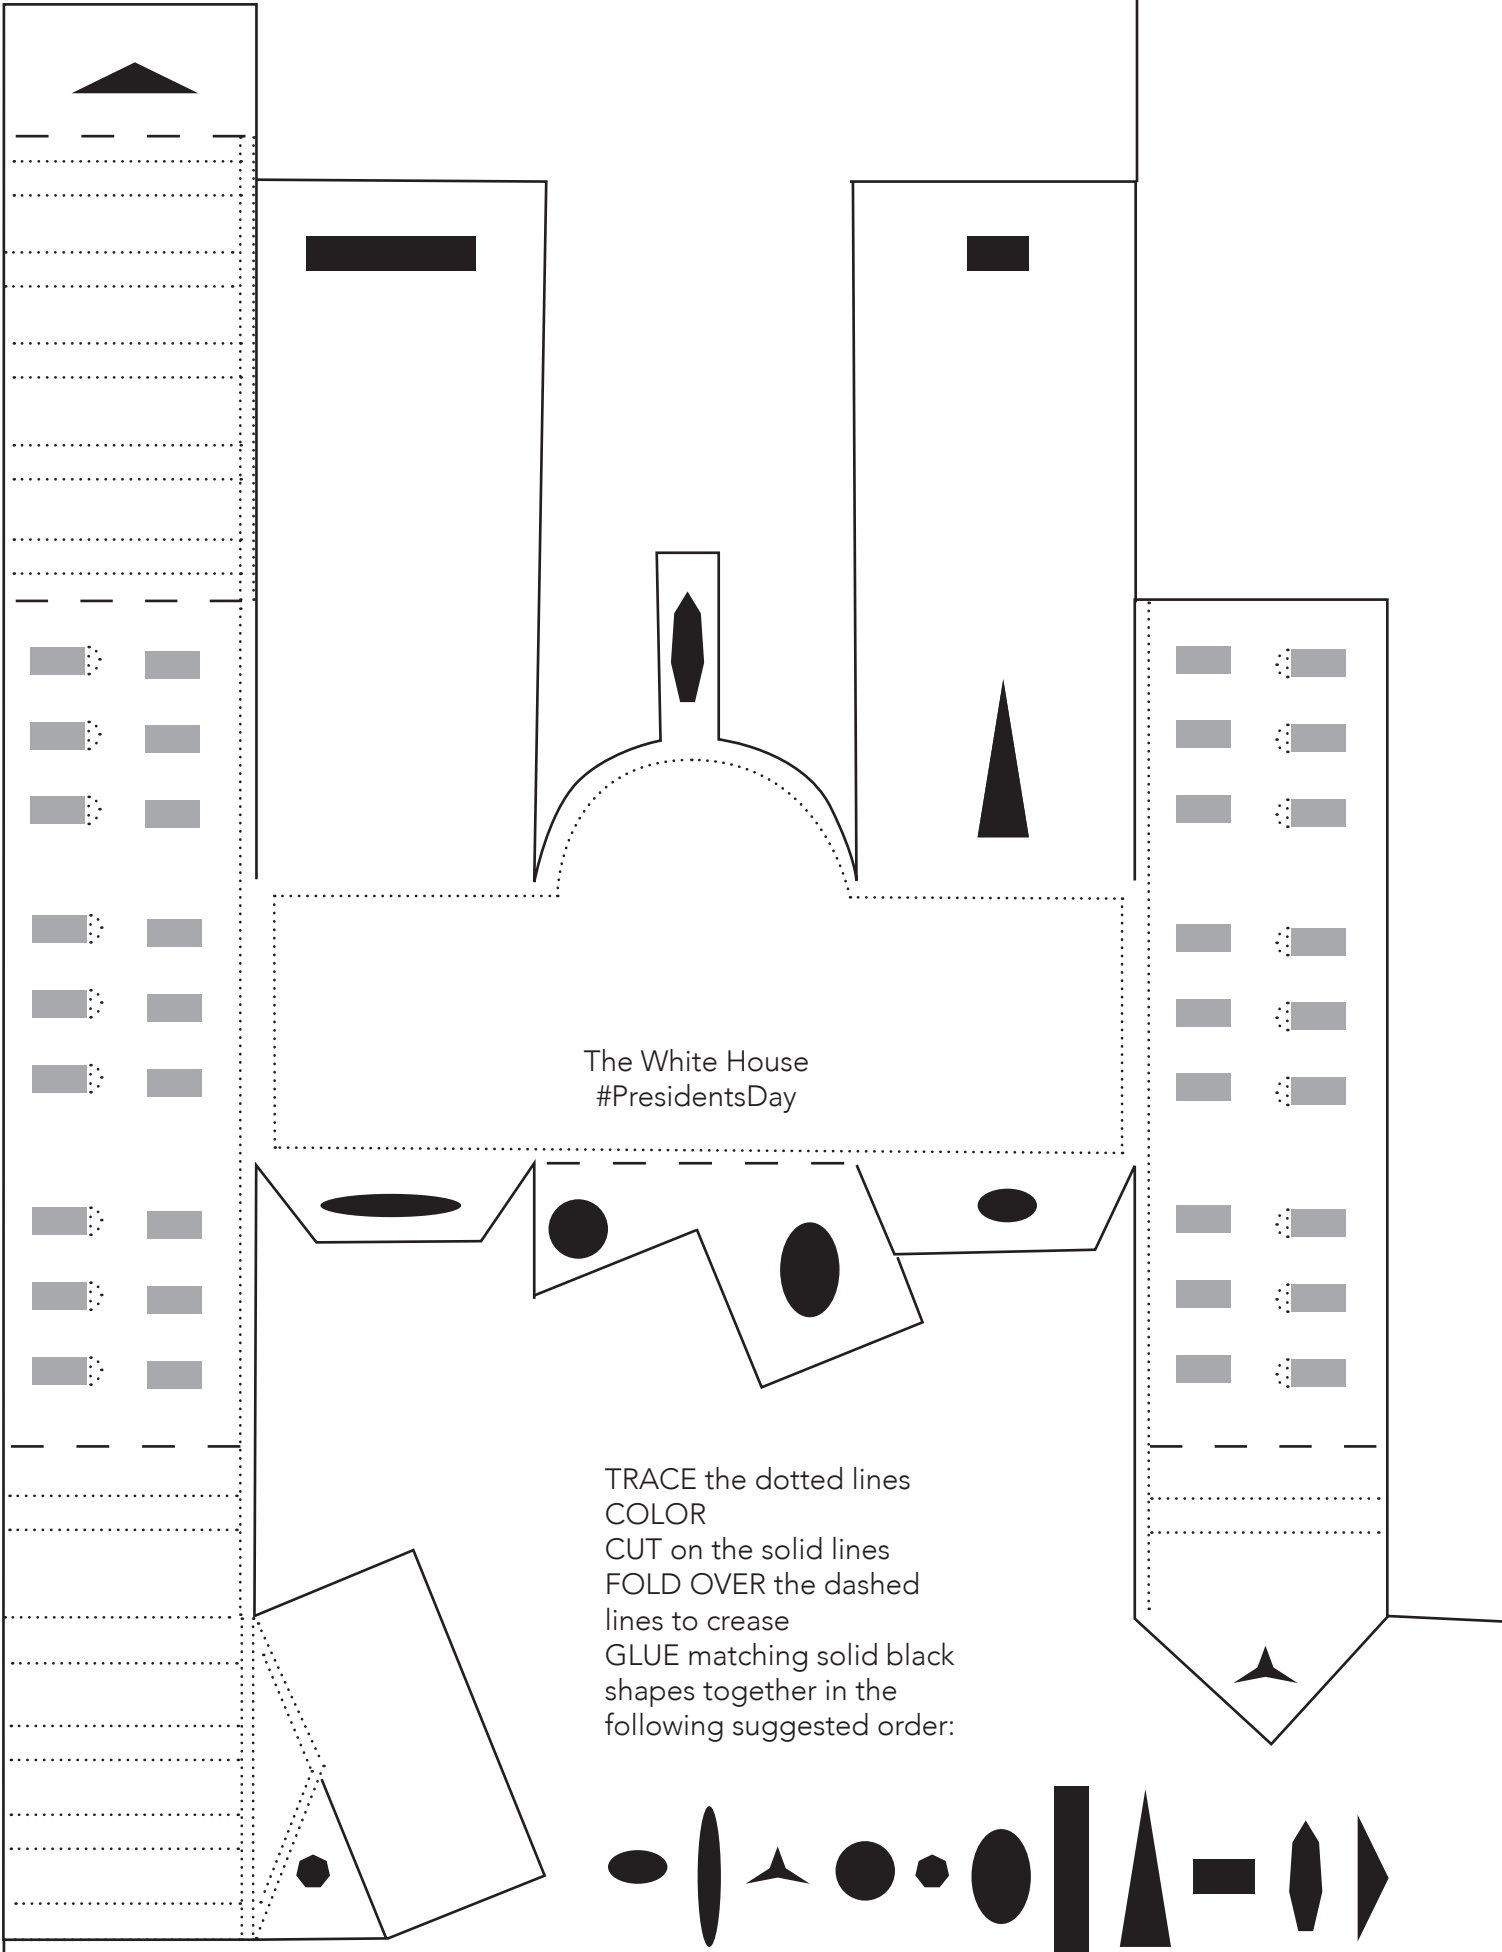 The White House
#PresidentsDay
TRACE the dotted lines
COLOR
CUT on the solid lines
FOLD OVER the dashed
lines to crease
GLUE matching solid black
shapes together in the
following suggested order: